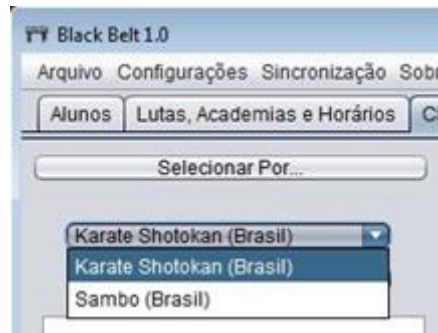 Black Belt 1.0
Arquivo Configurações Sincronização Sobr
Alunos Lutas, Academias e Horários
Selecionar Por...
Karate Shotokan (Brasil)
Karate Shotokan (Brasil)
Sambo (Brasil)